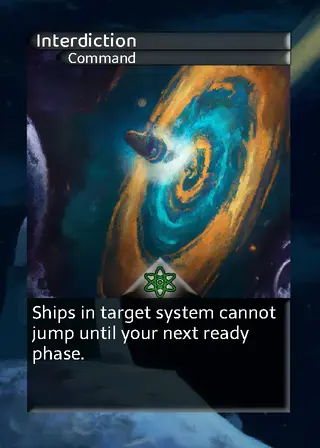 Interdiction
Command
Ships in target system cannot
jump until your next ready
phase.